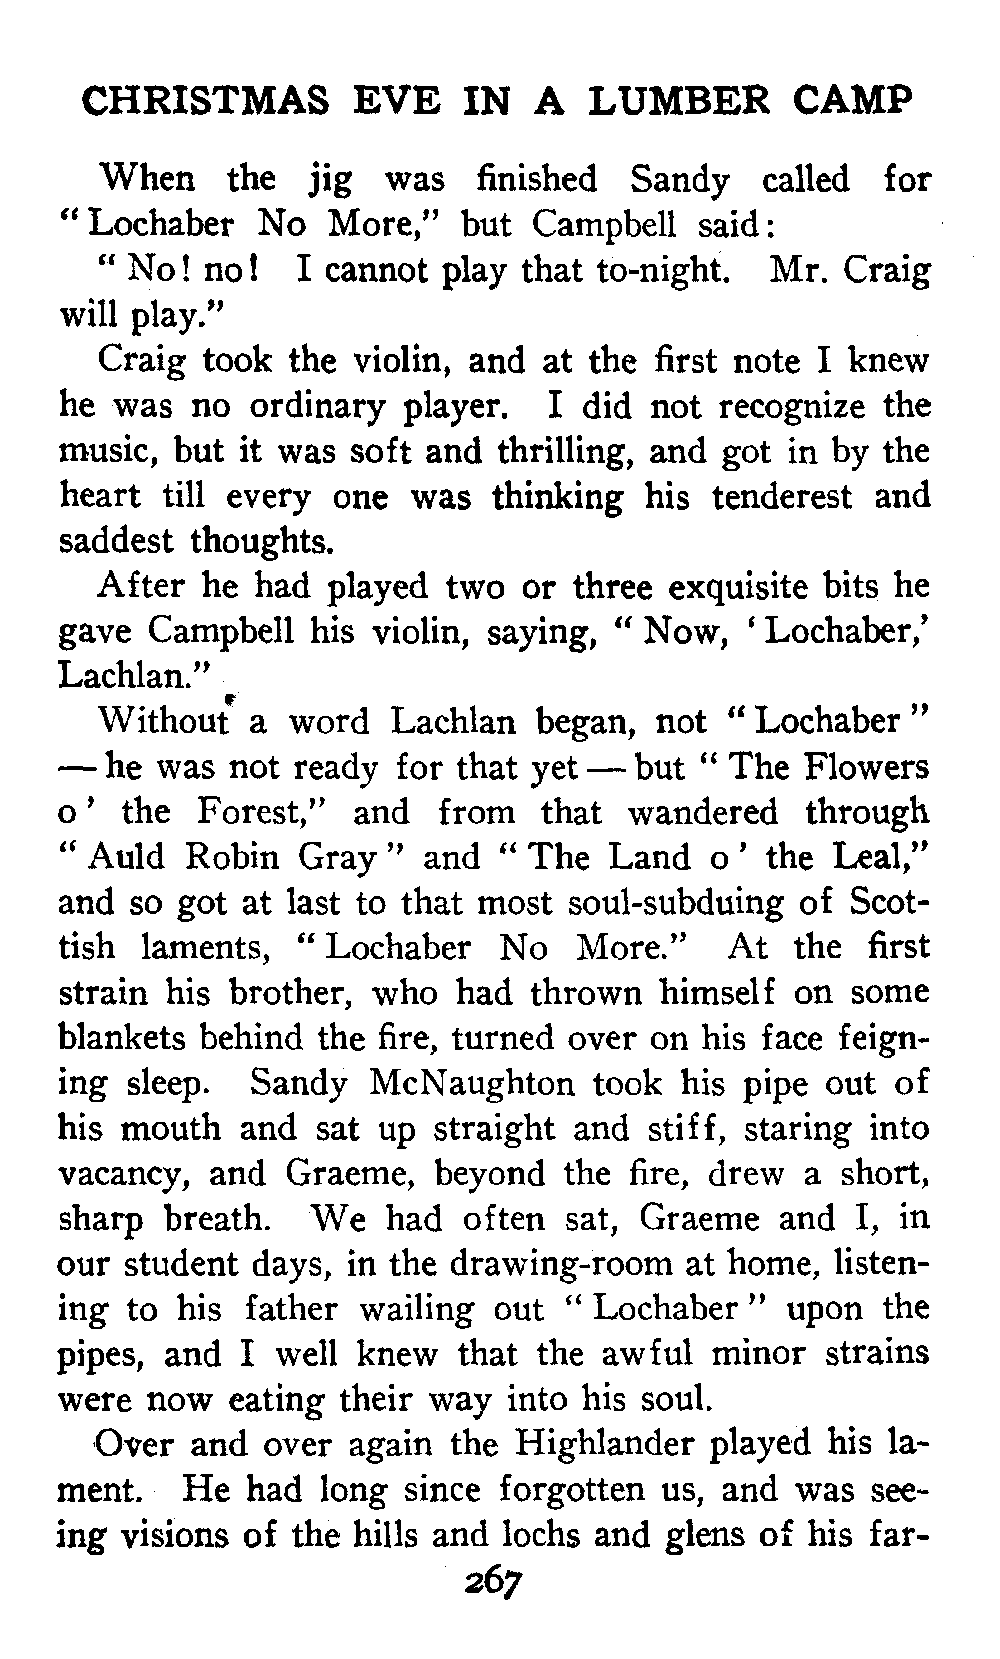 CHRISTMAS EVE IN A LUMBER CAMP
When the jig was finished Sandy called for
"Lochaber No More," but Campbell said:
"No! no! I cannot play that to-night. Mr. Craig
will play."
Craig took the violin, and at the first note I knew
he was no ordinary player. I did not recognize the
music, but it was soft and thrilling, and got in by the
heart till every one was thinking his tenderest and
saddest thoughts.
After he had played two or three exquisite bits he
gave Campbell his violin, saying, "Now, 'Lochaber,'
Lachlan."
Without a word Lachlan began, not "Lochaber"
— he was not ready for that yet — but "The Flowers
o' the Forest," and from that wandered through
"Auld Robin Gray" and "The Land o' the Leal,"
and so got at last to that most soul-subduing of Scot-
tish laments, "Lochaber No More." At the first
strain his brother, who had thrown himself on some
blankets behind the fire, turned over on his face feign-
ing sleep. Sandy McNaughton took his pipe out of
his mouth and sat up straight and stiff, staring into
vacancy, and Graeme, beyond the fire, drew a short,
sharp breath. We had often sat, Graeme and I, in
our student days, in the drawing-room at home, listen-
ing to his father wailing out "Lochaber" upon the
pipes, and I well knew that the awful minor strains
were now eating their way into his soul.
Over and over again the Highlander played his la-
ment. He had long since forgotten us, and was see-
ing visions of the hills and lochs and glens of his far-
267